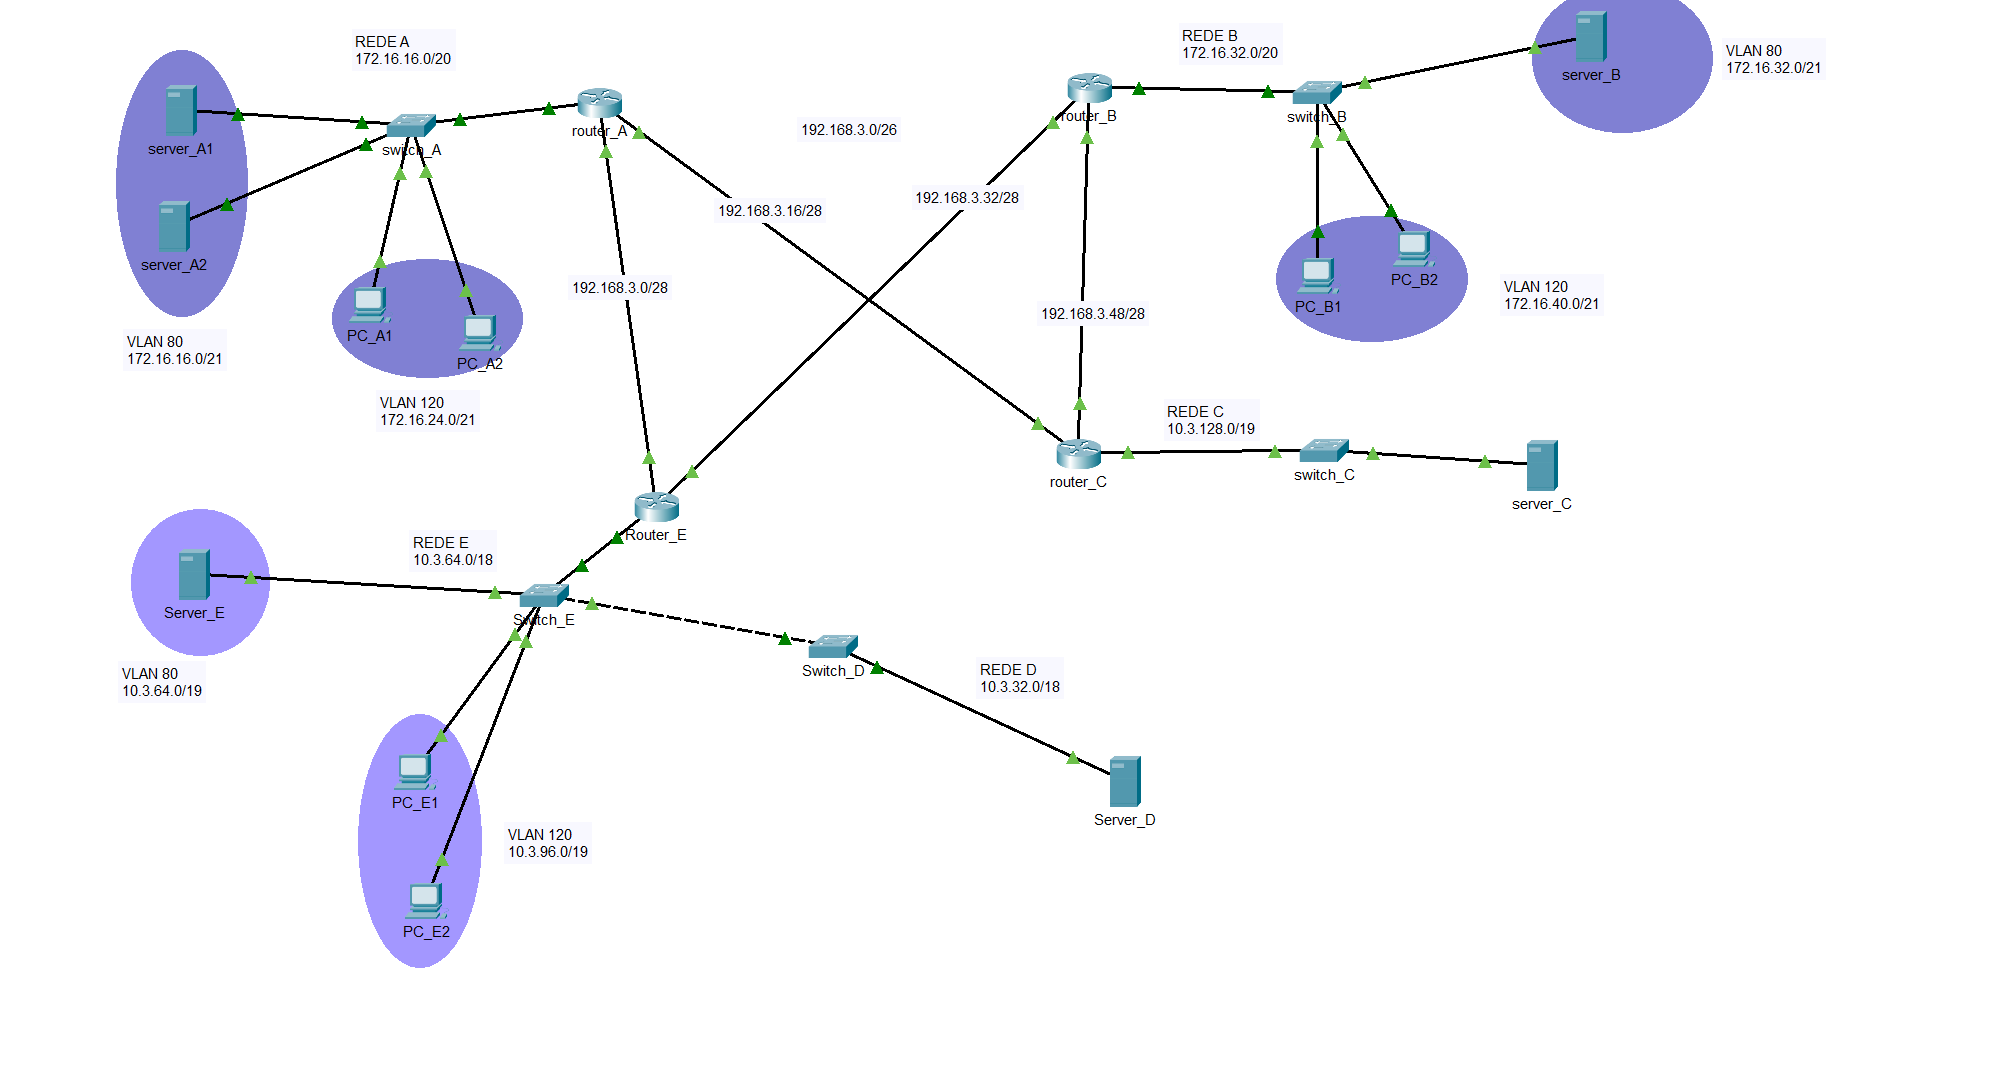 REDE A
172.16.16.0/20
server_A1
switch_A
router_A
server_A2
PC_A1
PC_A2
VLAN 80
172.16.16.0/21
VLAN 120
172.16.24.0/21
192.168.3.0/26
192.168.3.16/28
192.168.3.32/28
192.168.3.0/28
192.168.3.48/28
REDE B
172.16.32.0/20
router_B
switch_B
server_B
VLAN 80
172.16.32.0/21
PC_B1
PC_B2
VLAN 120
172.16.40.0/21
REDE C
10.3.128.0/19
router_C
switch_C
server_C
Router_E
REDE E
10.3.64.0/18
Server_E
Switch_E
VLAN 80
10.3.64.0/19
Switch_D
REDE D
10.3.32.0/18
Server_D
PC_E1
VLAN 120
10.3.96.0/19
PC_E2